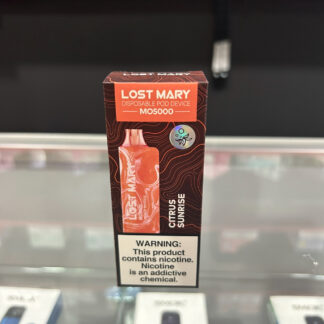 LOST MARY
DISPOSABLE POD DEVICE
MO5000
LOST MARY
CITRUS
SUNRISE
WARNING:
This product
contains nicotine.
Nicotine
is an addictive
chemical.